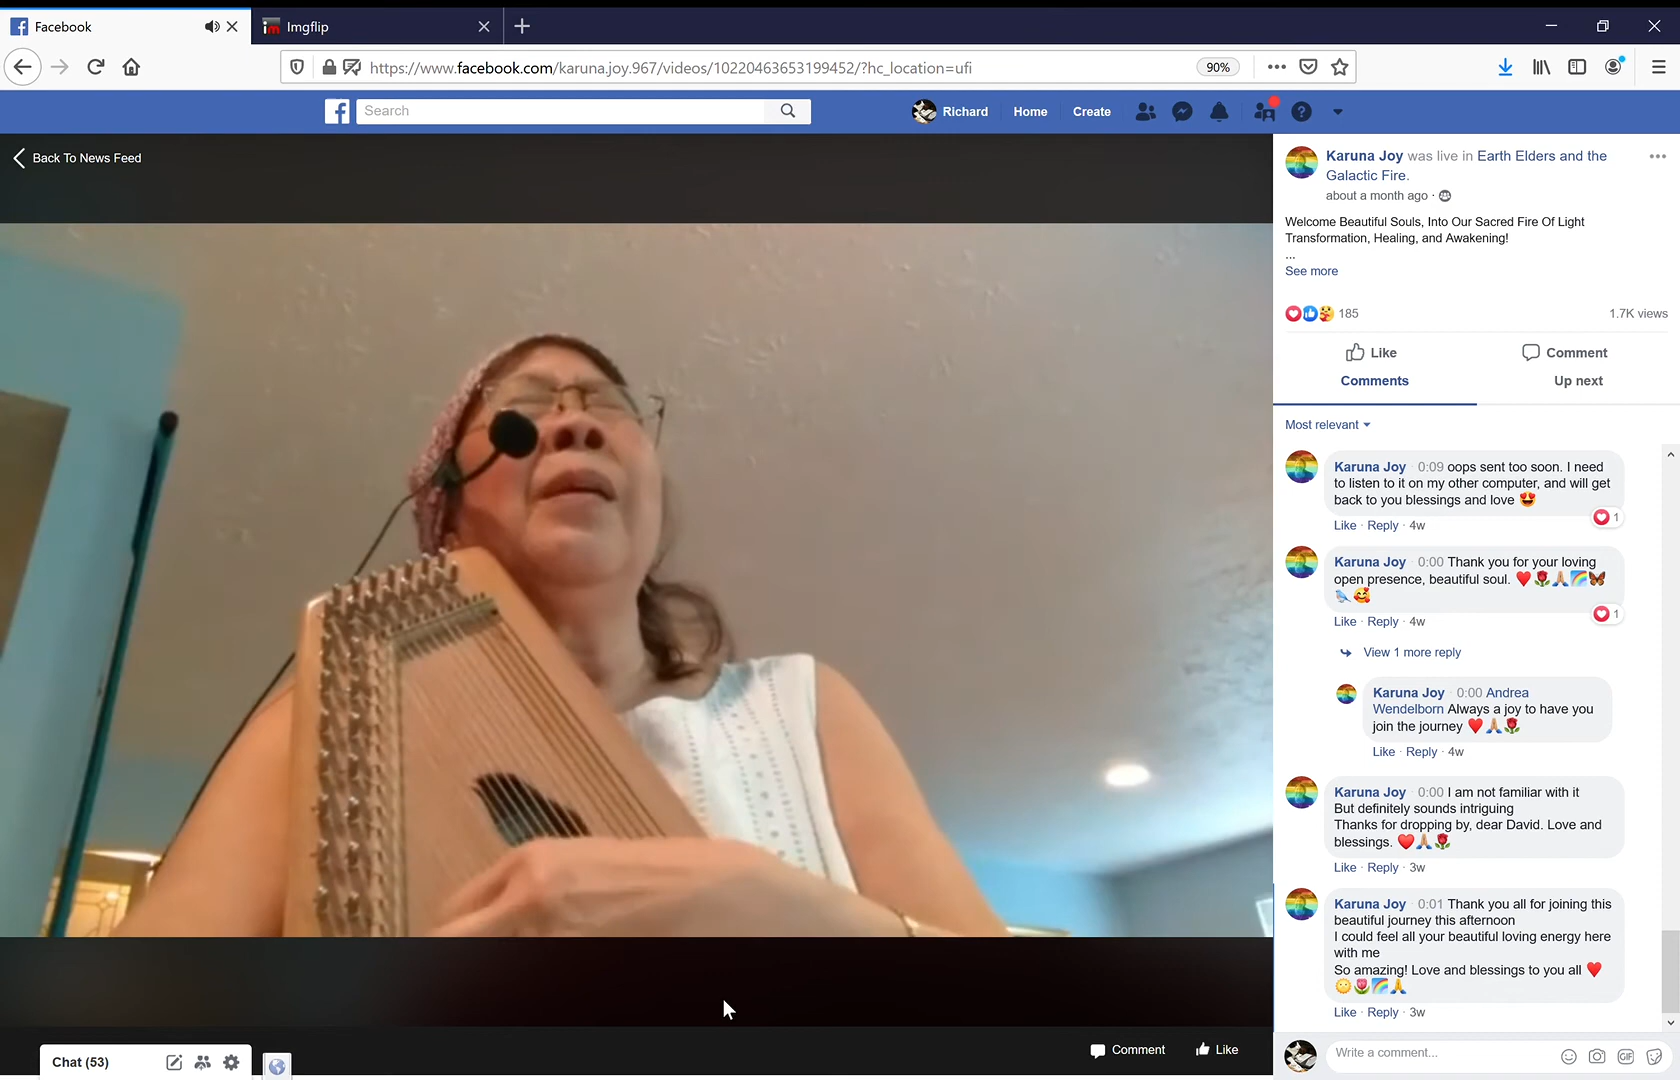 Facebook
Imgflip
https://www.facebook.com/karuna.joy.967/videos/10220463653199452/?hc_location=ufi
90%
Search
Richard
Home
Create
Back To News Feed
Karuna Joy was live in Earth Elders and the
Galactic Fire.
about a month ago ·
Welcome Beautiful Souls, Into Our Sacred Fire Of Light
Transformation, Healing, and Awakening!
...
See more
185
1.7K views
Like
Comment
Comments
Up next
Most relevant
Karuna Joy · 0:09 oops sent too soon. I need
to listen to it on my other computer, and will get
back to you blessings and love 😍
1
Like · Reply · 4w
Karuna Joy · 0:00 Thank you for your loving
open presence, beautiful soul. ❤️🌹🙏🌈🦋
🐦🥰
1
Like · Reply · 4w
View 1 more reply
Karuna Joy · 0:00 Andrea
Wendelborn Always a joy to have you
join the journey ❤️🙏🌹
Like · Reply · 4w
Karuna Joy · 0:00 I am not familiar with it
But definitely sounds intriguing
Thanks for dropping by, dear David. Love and
blessings. ❤️🙏🌹
Like · Reply · 3w
Karuna Joy · 0:01 Thank you all for joining this
beautiful journey this afternoon
I could feel all your beautiful loving energy here
with me
So amazing! Love and blessings to you all ❤️
🌞🌷🌈🙏
Like · Reply · 3w
Comment
Like
Chat (53)
Write a comment...
GIF